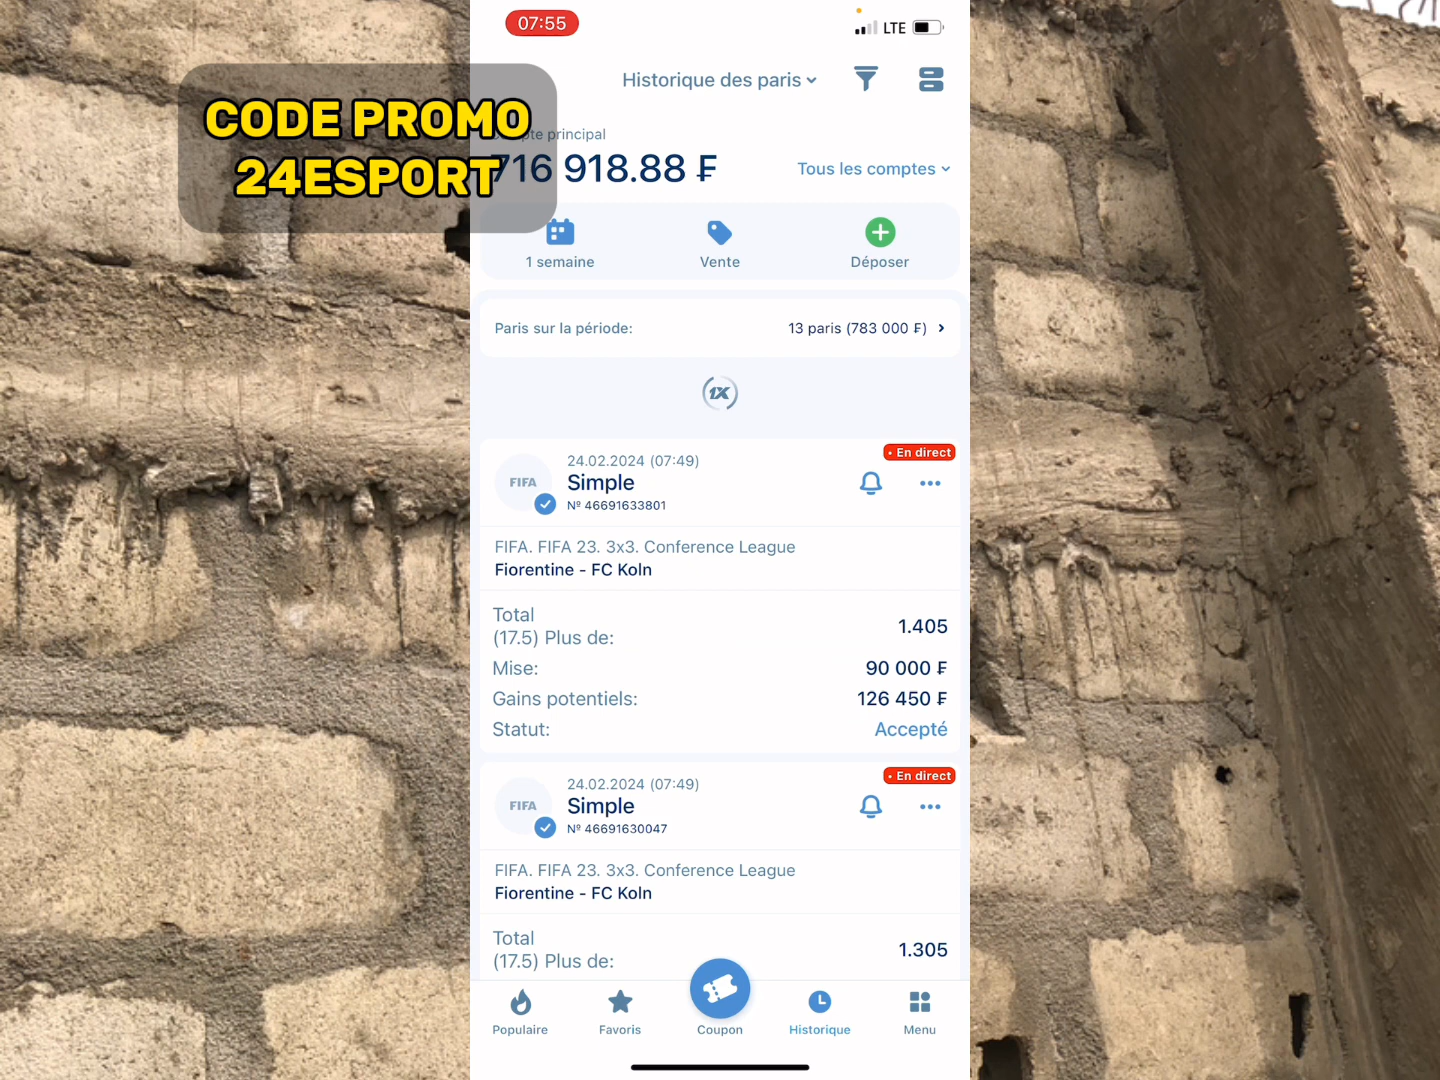 07:55
LTE
Historique des paris
CODE PROMO
24ESPORT
principal
716 918.88 ₣
Tous les comptes
1 semaine
Vente
Déposer
Paris sur la période:
13 paris (783 000 ₣)
1X
En direct
24.02.2024 (07:49)
FIFA
Simple
Nº 46691633801
FIFA. FIFA 23. 3x3. Conference League
Fiorentine - FC Koln
Total
(17.5) Plus de:
1.405
Mise:
90 000 ₣
Gains potentiels:
126 450 ₣
Statut:
Accepté
En direct
24.02.2024 (07:49)
FIFA
Simple
Nº 46691630047
FIFA. FIFA 23. 3x3. Conference League
Fiorentine - FC Koln
Total
(17.5) Plus de:
1.305
Populaire
Favoris
Coupon
Historique
Menu